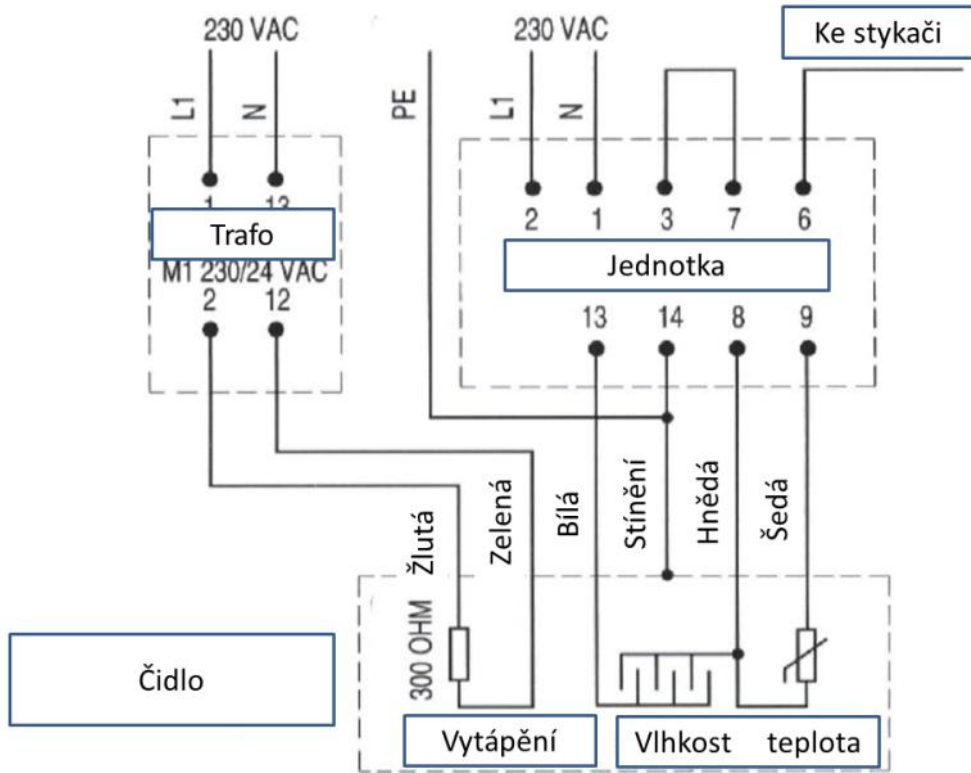 230 VAC
230 VAC
Ke stykači
L1
N
PE
L1
N
1
13
2
1
3
7
6
Trafo
Jednotka
M1 230/24 VAC
2
12
13
14
8
9
Žlutá
Zelená
Bílá
Stínění
Hnědá
Šedá
300 OHM
Čidlo
Vytápění
Vlhkost teplota